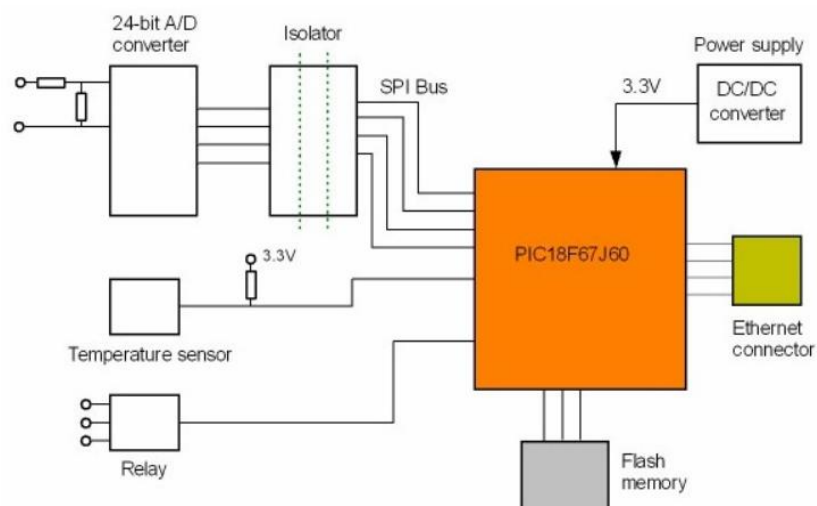 24-bit A/D
converter
Isolator
SPI Bus
Power supply
3.3V
DC/DC
converter
PIC18F67J60
3.3V
Temperature sensor
Ethernet
connector
Relay
Flash
memory